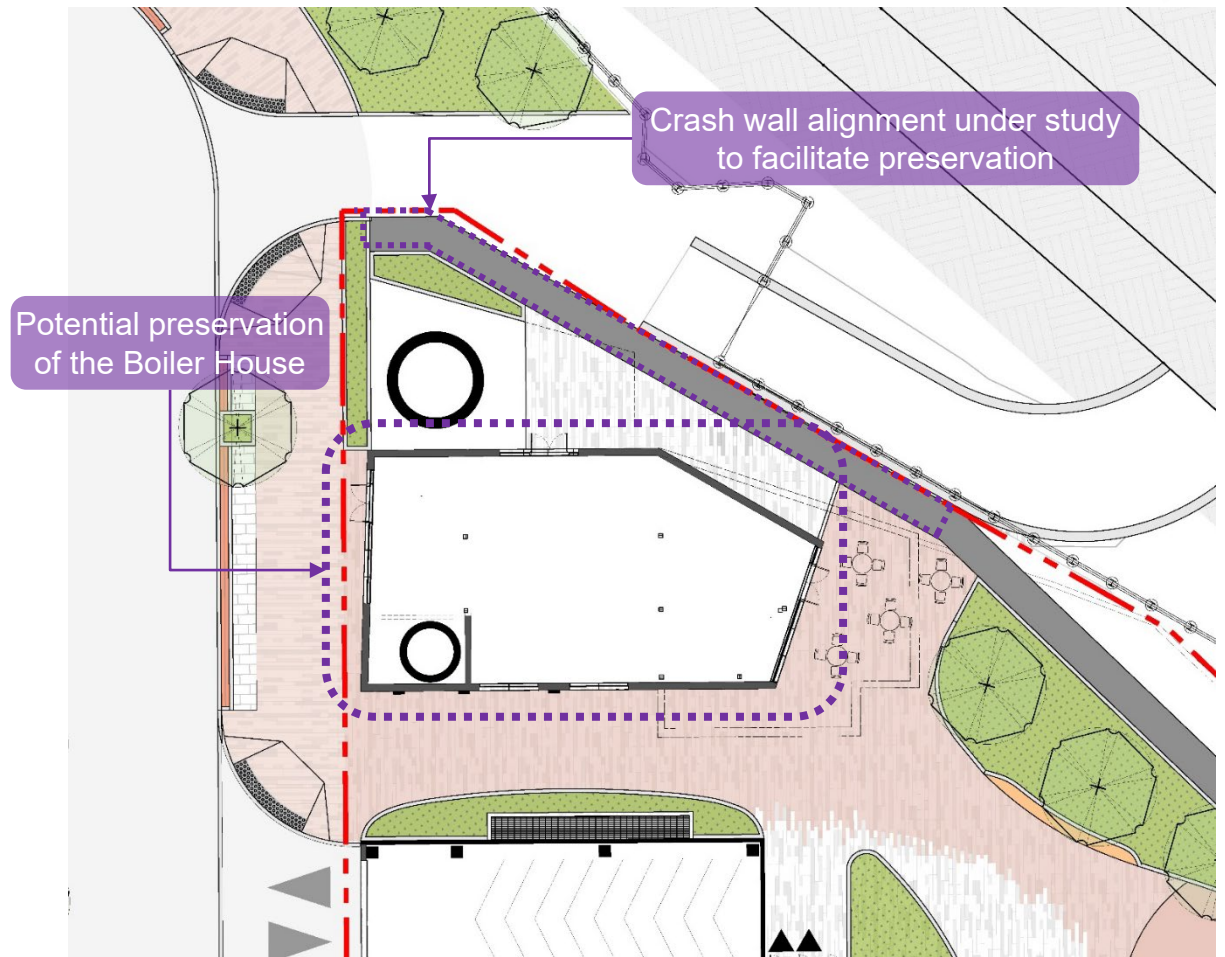 Crash wall alignment under study
to facilitate preservation
Potential preservation
of the Boiler House